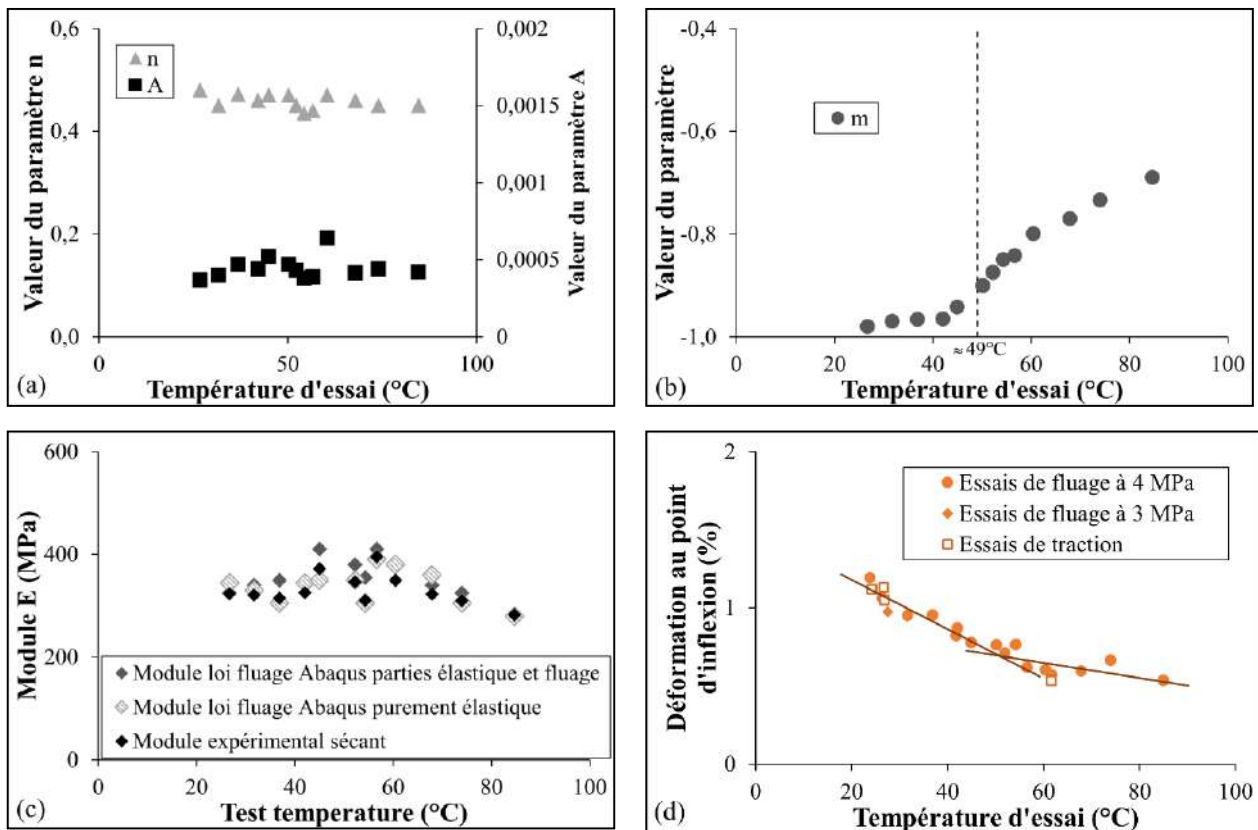 0,6
0,4
0,2
0,0
0
50
100
0,002
0,0015
0,001
0,0005
0
n
A
Valeur du paramètre n
Valeur du paramètre A
Température d'essai (°C)
(a)
-0,4
-0,6
-0,8
-1,0
0
20
40
60
80
100
≈ 49°C
m
Valeur du paramètre
Température d'essai (°C)
(b)
600
400
200
0
0
20
40
60
80
100
Module E (MPa)
Module loi fluage Abaqus parties élastique et fluage
Module loi fluage Abaqus purement élastique
Module expérimental sécant
Test temperature (°C)
(c)
2
1
0
0
20
40
60
80
100
Déformation au point
d'inflexion (%)
Essais de fluage à 4 MPa
Essais de fluage à 3 MPa
Essais de traction
Température d'essai (°C)
(d)